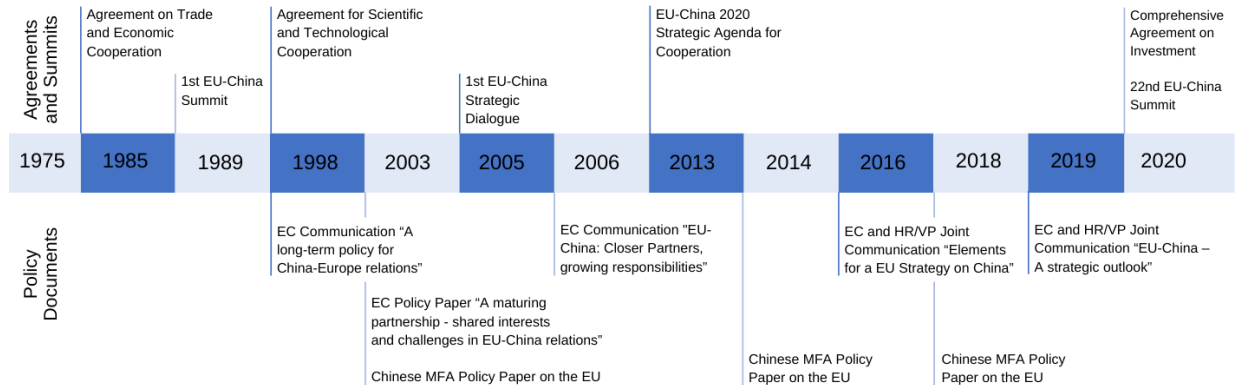 Agreements
and Summits
Agreement on Trade
and Economic
Cooperation
1st EU-China
Summit
Agreement for Scientific
and Technological
Cooperation
1st EU-China
Strategic
Dialogue
EU-China 2020
Strategic Agenda for
Cooperation
Comprehensive
Agreement on
Investment
22nd EU-China
Summit
1975 1985 1989 1998 2003 2005 2006 2013 2014 2016 2018 2019 2020
Policy
Documents
EC Communication “A
long-term policy for
China-Europe relations”
EC Policy Paper “A maturing
partnership - shared interests
and challenges in EU-China relations”
Chinese MFA Policy Paper on the EU
EC Communication "EU-
China: Closer Partners,
growing responsibilities”
Chinese MFA Policy
Paper on the EU
EC and HR/VP Joint
Communication “Elements
for a EU Strategy on China”
Chinese MFA Policy
Paper on the EU
EC and HR/VP Joint
Communication “EU-China –
A strategic outlook”